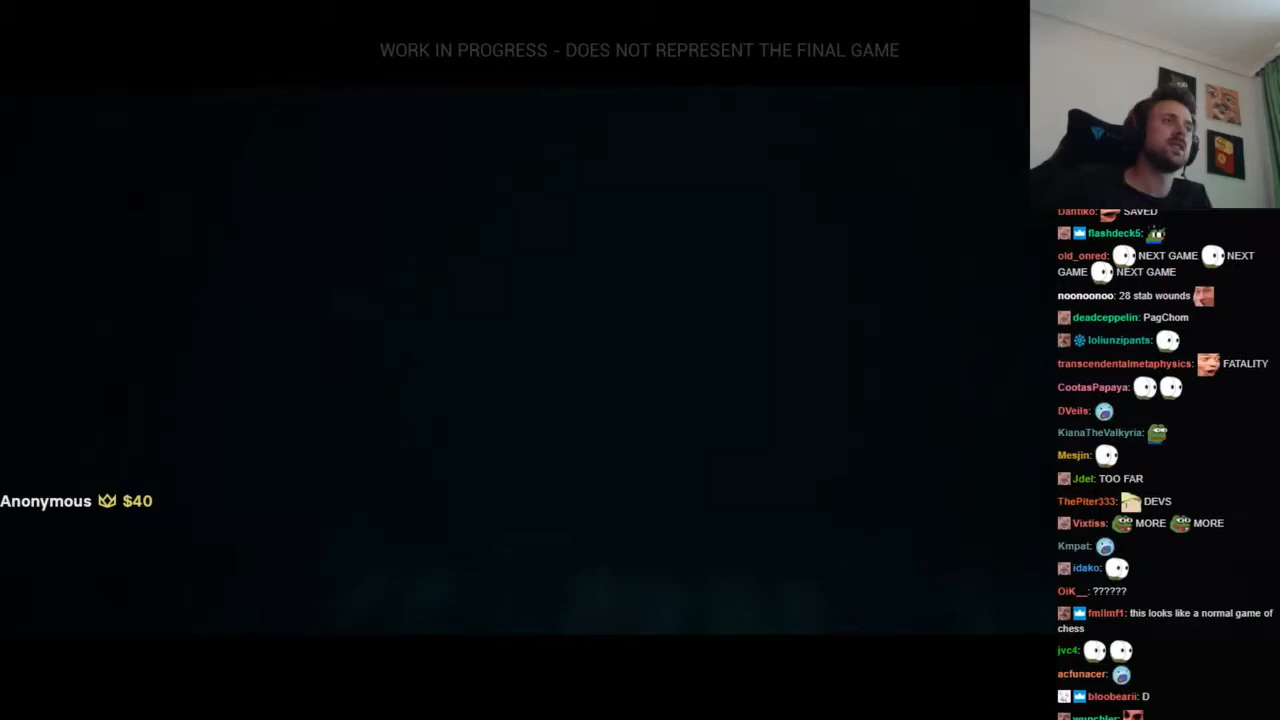 WORK IN PROGRESS - DOES NOT REPRESENT THE FINAL GAME
Anonymous $40
Dantiko: SAVED
flashdeck5:
old_onred: NEXT GAME NEXT
GAME NEXT GAME
noonoonoo: 28 stab wounds
deadceppelin: PagChom
loliunzipants:
transcendentalmetaphysics: FATALITY
CootasPapaya:
DVeils:
KianaTheValkyria:
Mesjin:
Jdel: TOO FAR
ThePiter333: DEVS
Vixtiss: MORE MORE
Kmpat:
idako:
OiK__: ??????
fmllmf1: this looks like a normal game of
chess
jvc4:
acfunacer:
bloobearii: D
wunchler: